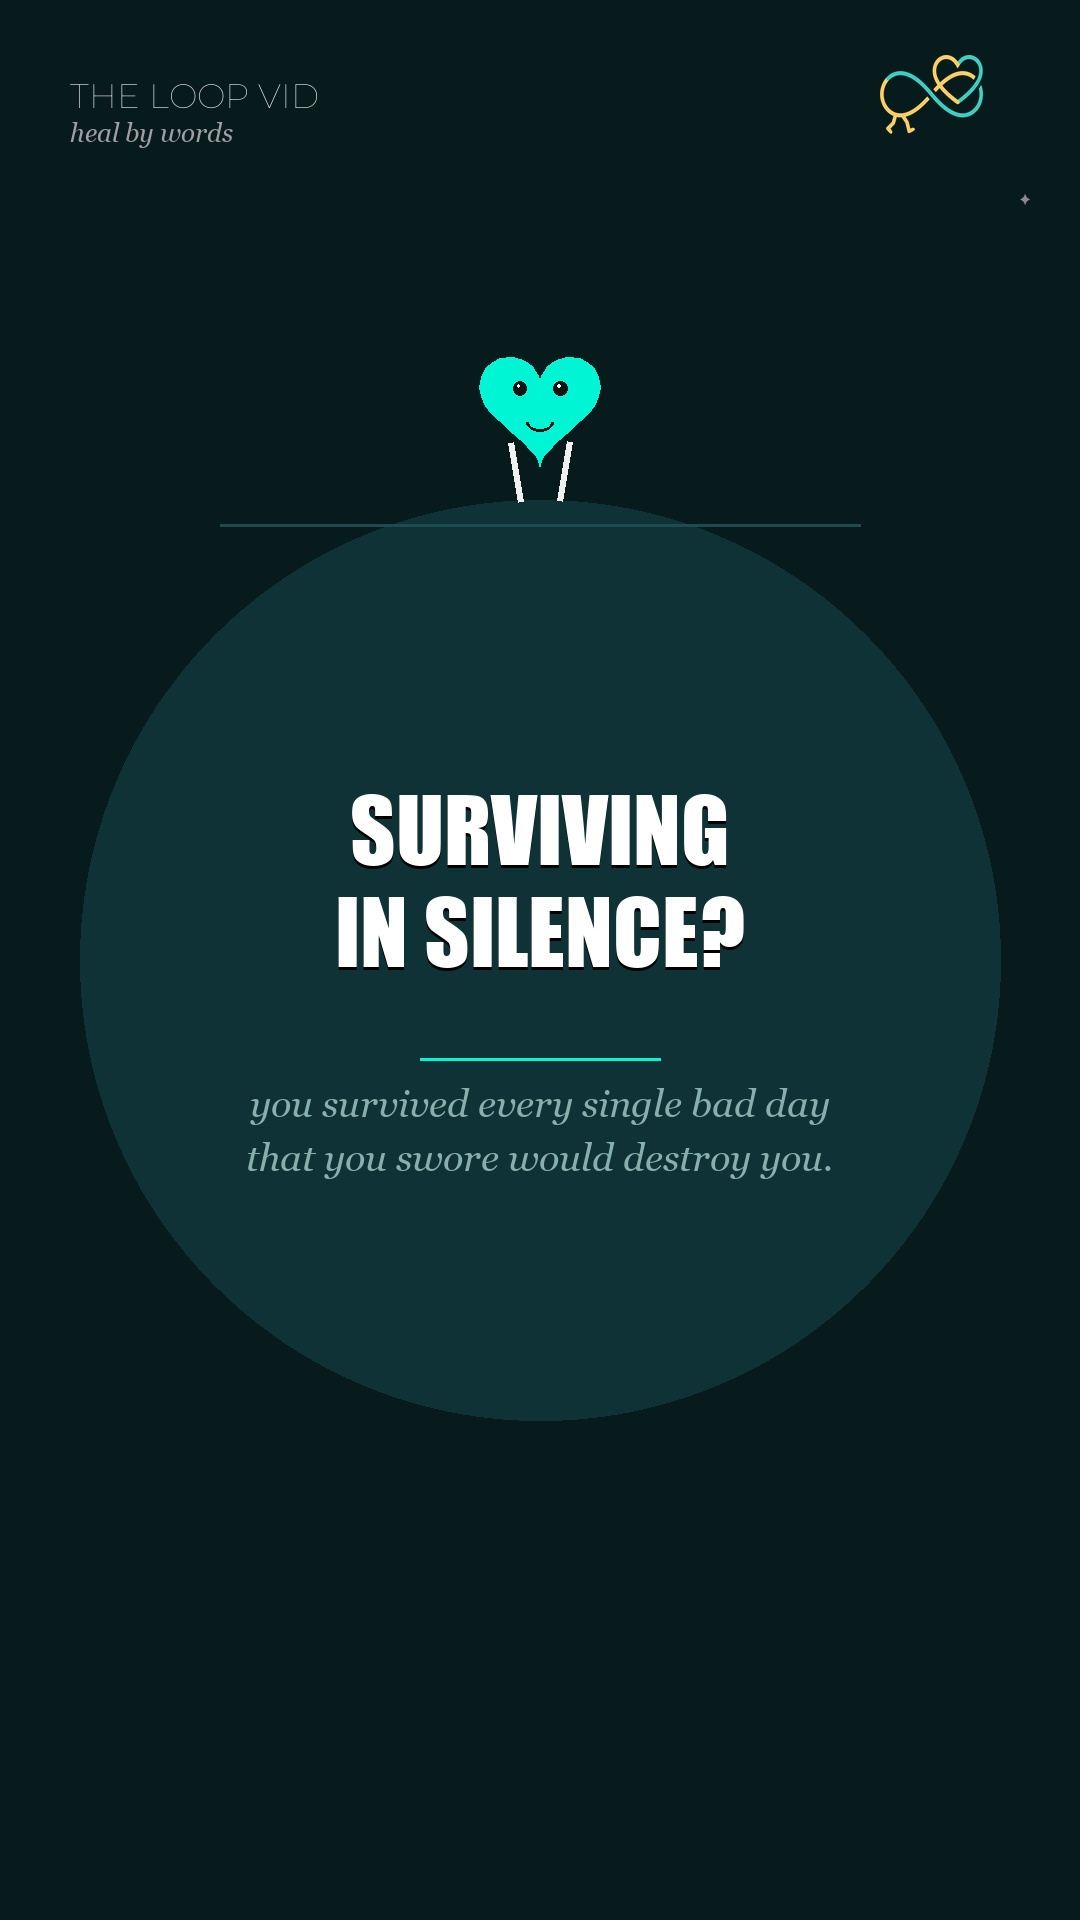 THE LOOP VID
heal by words
SURVIVING
IN SILENCE?
you survived every single bad day
that you swore would destroy you.